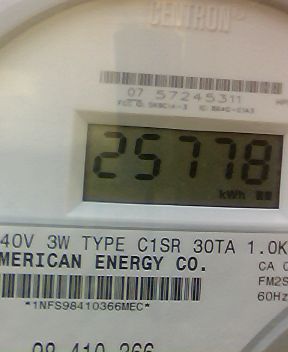 CENTRON
07 57245311
25778
kWh
40V 3W TYPE C1SR 30TA 1.0K
MERICAN ENERGY CO.
CA
FM2S
60Hz
*1NFS98410366MEC*
98 410 366